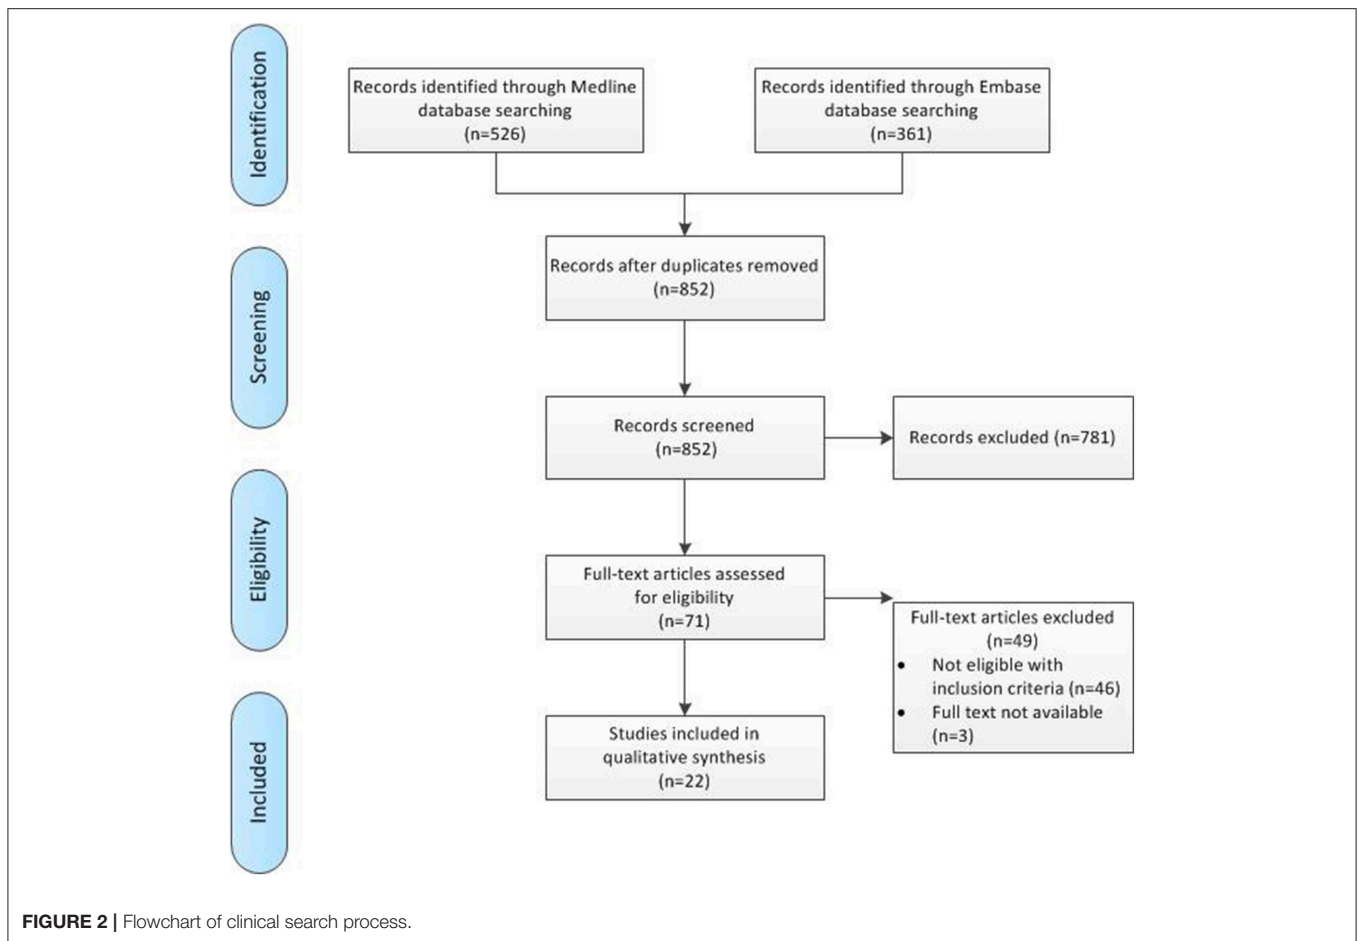 Identification
Records identified through Medline
database searching
(n=526)
Records identified through Embase
database searching
(n=361)
Screening
Records after duplicates removed
(n=852)
Records screened
(n=852)
Records excluded (n=781)
Eligibility
Full-text articles assessed
for eligibility
(n=71)
Full-text articles excluded
(n=49)
• Not eligible with
inclusion criteria (n=46)
• Full text not available
(n=3)
Included
Studies included in
qualitative synthesis
(n=22)
FIGURE 2 | Flowchart of clinical search process.